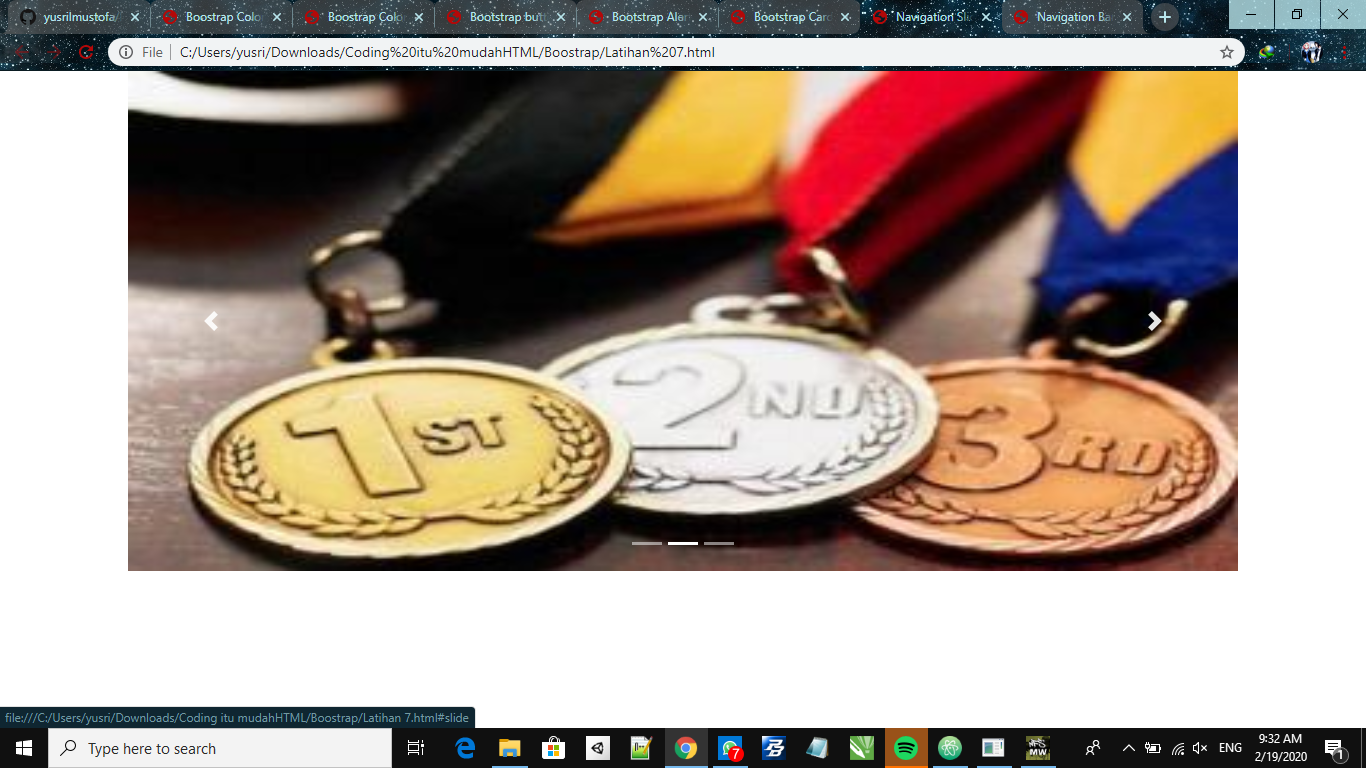 yusrilmustofa/
Boostrap Colo
Boostrap Colo
Bootstrap but
Bootstrap Aler
Bootstrap Card
Navigation Sli
Navigation Ba
File
C:/Users/yusri/Downloads/Coding%20itu%20mudahHTML/Boostrap/Latihan%207.html
1ST
2ND
3RD
file:///C:/Users/yusri/Downloads/Coding itu mudahHTML/Boostrap/Latihan 7.html#slide
Type here to search
7
MW
ENG
9:32 AM
2/19/2020
1